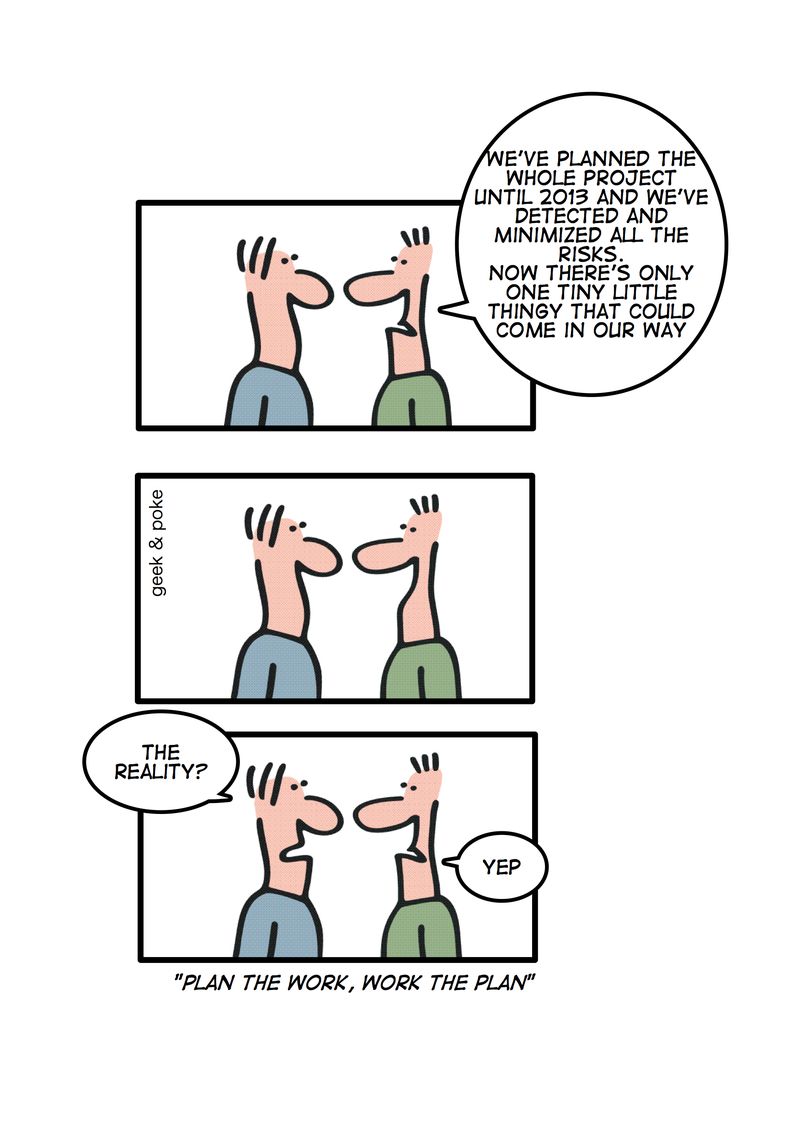 WE'VE PLANNED THE
WHOLE PROJECT
UNTIL 2013 AND WE'VE
DETECTED AND
MINIMIZED ALL THE
RISKS.
NOW THERE'S ONLY
ONE TINY LITTLE
THINGY THAT COULD
COME IN OUR WAY
geek & poke
THE
REALITY?
YEP
"PLAN THE WORK, WORK THE PLAN"